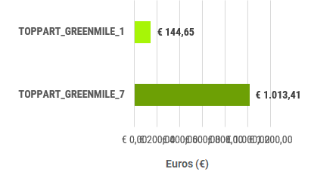 TOPPART_GREENMILE_1 € 144,65
TOPPART_GREENMILE_7 € 1.013,41
Euros (€)